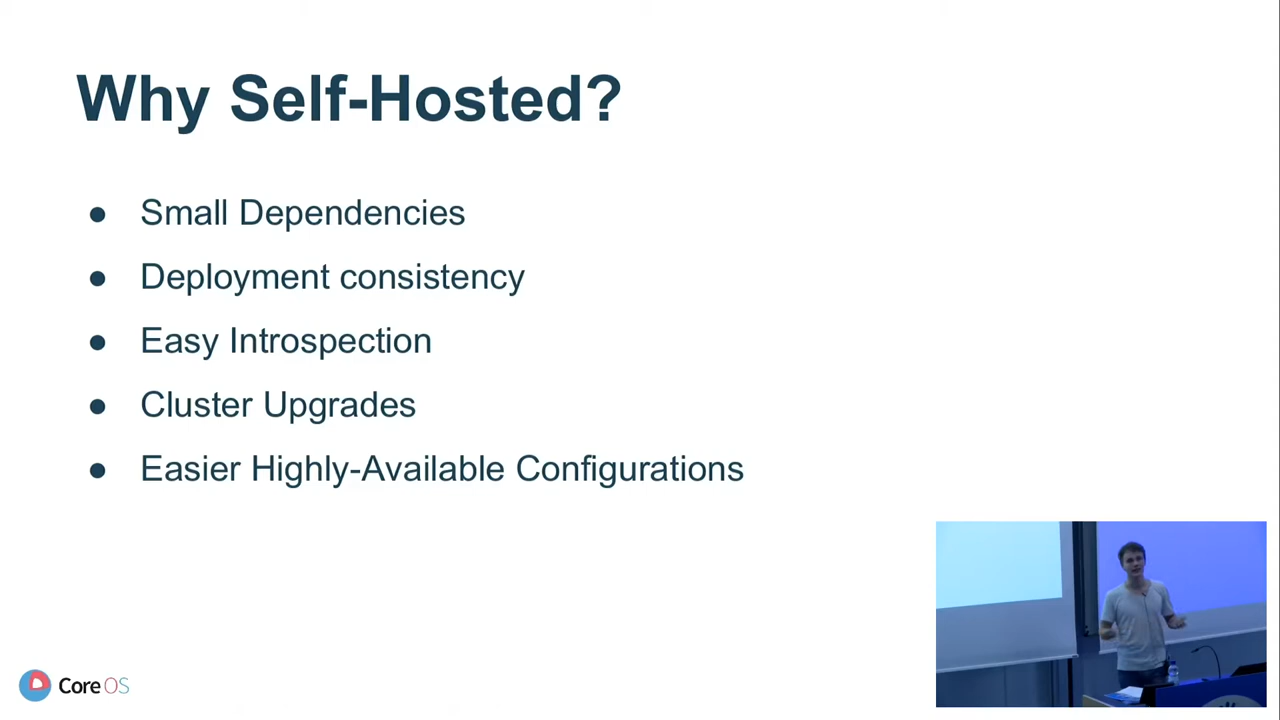 Why Self-Hosted?
● Small Dependencies
● Deployment consistency
● Easy Introspection
● Cluster Upgrades
● Easier Highly-Available Configurations
Core OS